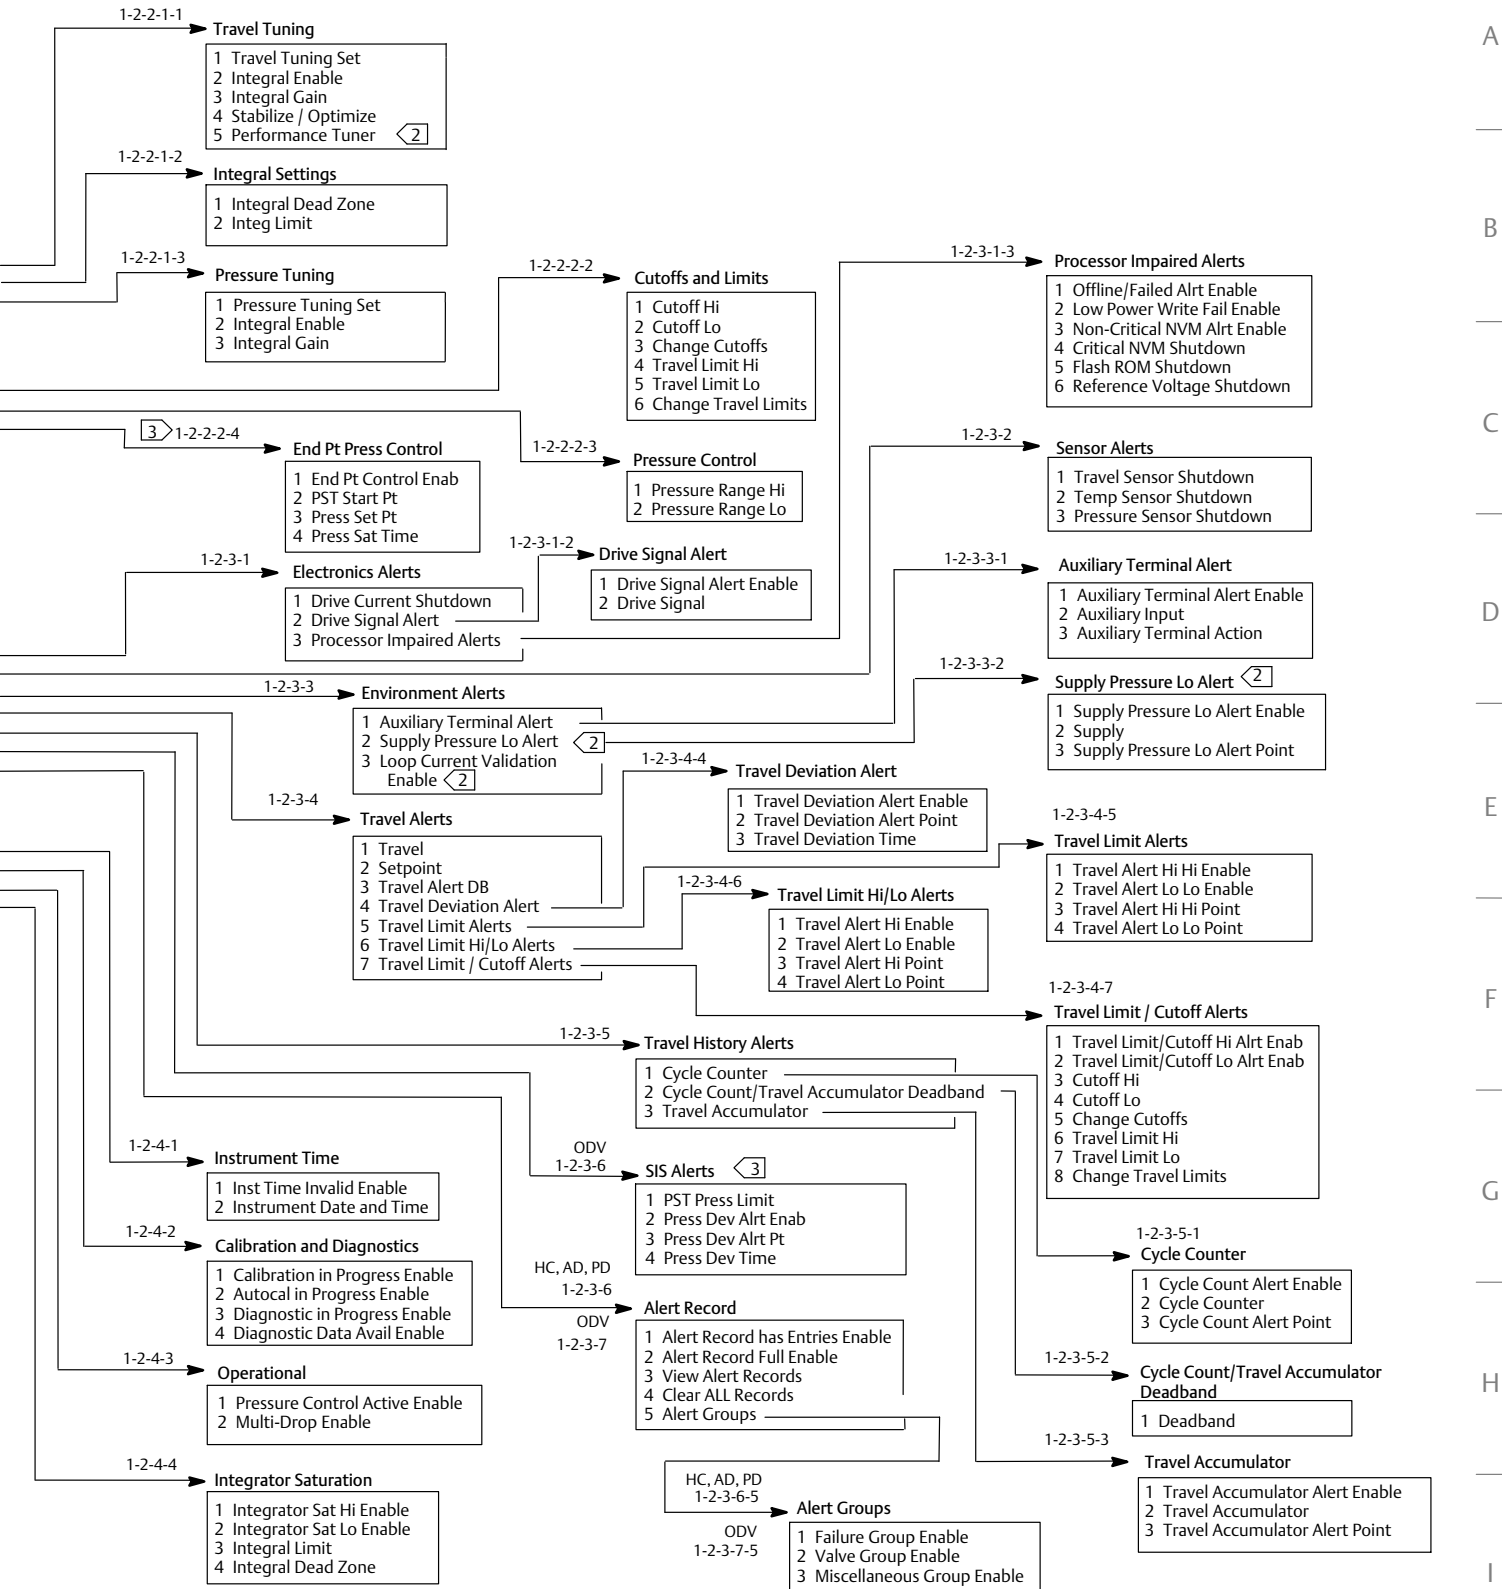 1-2-2-1-1
Travel Tuning
1 Travel Tuning Set
2 Integral Enable
3 Integral Gain
4 Stabilize / Optimize
5 Performance Tuner 2
1-2-2-1-2
Integral Settings
1 Integral Dead Zone
2 Integ Limit
1-2-2-1-3
Pressure Tuning
1 Pressure Tuning Set
2 Integral Enable
3 Integral Gain
1-2-2-2-2
Cutoffs and Limits
1 Cutoff Hi
2 Cutoff Lo
3 Change Cutoffs
4 Travel Limit Hi
5 Travel Limit Lo
6 Change Travel Limits
1-2-3-1-3
Processor Impaired Alerts
1 Offline/Failed Alrt Enable
2 Low Power Write Fail Enable
3 Non-Critical NVM Alrt Enable
4 Critical NVM Shutdown
5 Flash ROM Shutdown
6 Reference Voltage Shutdown
3 1-2-2-2-4
End Pt Press Control
1 End Pt Control Enab
2 PST Start Pt
3 Press Set Pt
4 Press Sat Time
1-2-2-2-3
Pressure Control
1 Pressure Range Hi
2 Pressure Range Lo
1-2-3-2
Sensor Alerts
1 Travel Sensor Shutdown
2 Temp Sensor Shutdown
3 Pressure Sensor Shutdown
1-2-3-1
Electronics Alerts
1 Drive Current Shutdown
2 Drive Signal Alert
3 Processor Impaired Alerts
1-2-3-1-2
Drive Signal Alert
1 Drive Signal Alert Enable
2 Drive Signal
1-2-3-3-1
Auxiliary Terminal Alert
1 Auxiliary Terminal Alert Enable
2 Auxiliary Input
3 Auxiliary Terminal Action
1-2-3-3
Environment Alerts
1 Auxiliary Terminal Alert
2 Supply Pressure Lo Alert 2
3 Loop Current Validation
Enable 2
1-2-3-3-2
Supply Pressure Lo Alert 2
1 Supply Pressure Lo Alert Enable
2 Supply
3 Supply Pressure Lo Alert Point
1-2-3-4
Travel Alerts
1 Travel
2 Setpoint
3 Travel Alert DB
4 Travel Deviation Alert
5 Travel Limit Alerts
6 Travel Limit Hi/Lo Alerts
7 Travel Limit / Cutoff Alerts
1-2-3-4-4
Travel Deviation Alert
1 Travel Deviation Alert Enable
2 Travel Deviation Alert Point
3 Travel Deviation Time
1-2-3-4-5
Travel Limit Alerts
1 Travel Alert Hi Hi Enable
2 Travel Alert Lo Lo Enable
3 Travel Alert Hi Hi Point
4 Travel Alert Lo Lo Point
1-2-3-4-6
Travel Limit Hi/Lo Alerts
1 Travel Alert Hi Enable
2 Travel Alert Lo Enable
3 Travel Alert Hi Point
4 Travel Alert Lo Point
1-2-3-4-7
Travel Limit / Cutoff Alerts
1 Travel Limit/Cutoff Hi Alrt Enab
2 Travel Limit/Cutoff Lo Alrt Enab
3 Cutoff Hi
4 Cutoff Lo
5 Change Cutoffs
6 Travel Limit Hi
7 Travel Limit Lo
8 Change Travel Limits
1-2-3-5
Travel History Alerts
1 Cycle Counter
2 Cycle Count/Travel Accumulator Deadband
3 Travel Accumulator
1-2-4-1
Instrument Time
1 Inst Time Invalid Enable
2 Instrument Date and Time
ODV
1-2-3-6
SIS Alerts 3
1 PST Press Limit
2 Press Dev Alrt Enab
3 Press Dev Alrt Pt
4 Press Dev Time
1-2-4-2
Calibration and Diagnostics
1 Calibration in Progress Enable
2 Autocal in Progress Enable
3 Diagnostic in Progress Enable
4 Diagnostic Data Avail Enable
HC, AD, PD
1-2-3-6
ODV
1-2-3-7
Alert Record
1 Alert Record has Entries Enable
2 Alert Record Full Enable
3 View Alert Records
4 Clear ALL Records
5 Alert Groups
1-2-3-5-1
Cycle Counter
1 Cycle Count Alert Enable
2 Cycle Counter
3 Cycle Count Alert Point
1-2-4-3
Operational
1 Pressure Control Active Enable
2 Multi-Drop Enable
1-2-3-5-2
Cycle Count/Travel Accumulator
Deadband
1 Deadband
1-2-3-5-3
Travel Accumulator
1 Travel Accumulator Alert Enable
2 Travel Accumulator
3 Travel Accumulator Alert Point
1-2-4-4
Integrator Saturation
1 Integrator Sat Hi Enable
2 Integrator Sat Lo Enable
3 Integral Limit
4 Integral Dead Zone
HC, AD, PD
1-2-3-6-5
ODV
1-2-3-7-5
Alert Groups
1 Failure Group Enable
2 Valve Group Enable
3 Miscellaneous Group Enable
A
B
C
D
E
F
G
H
I